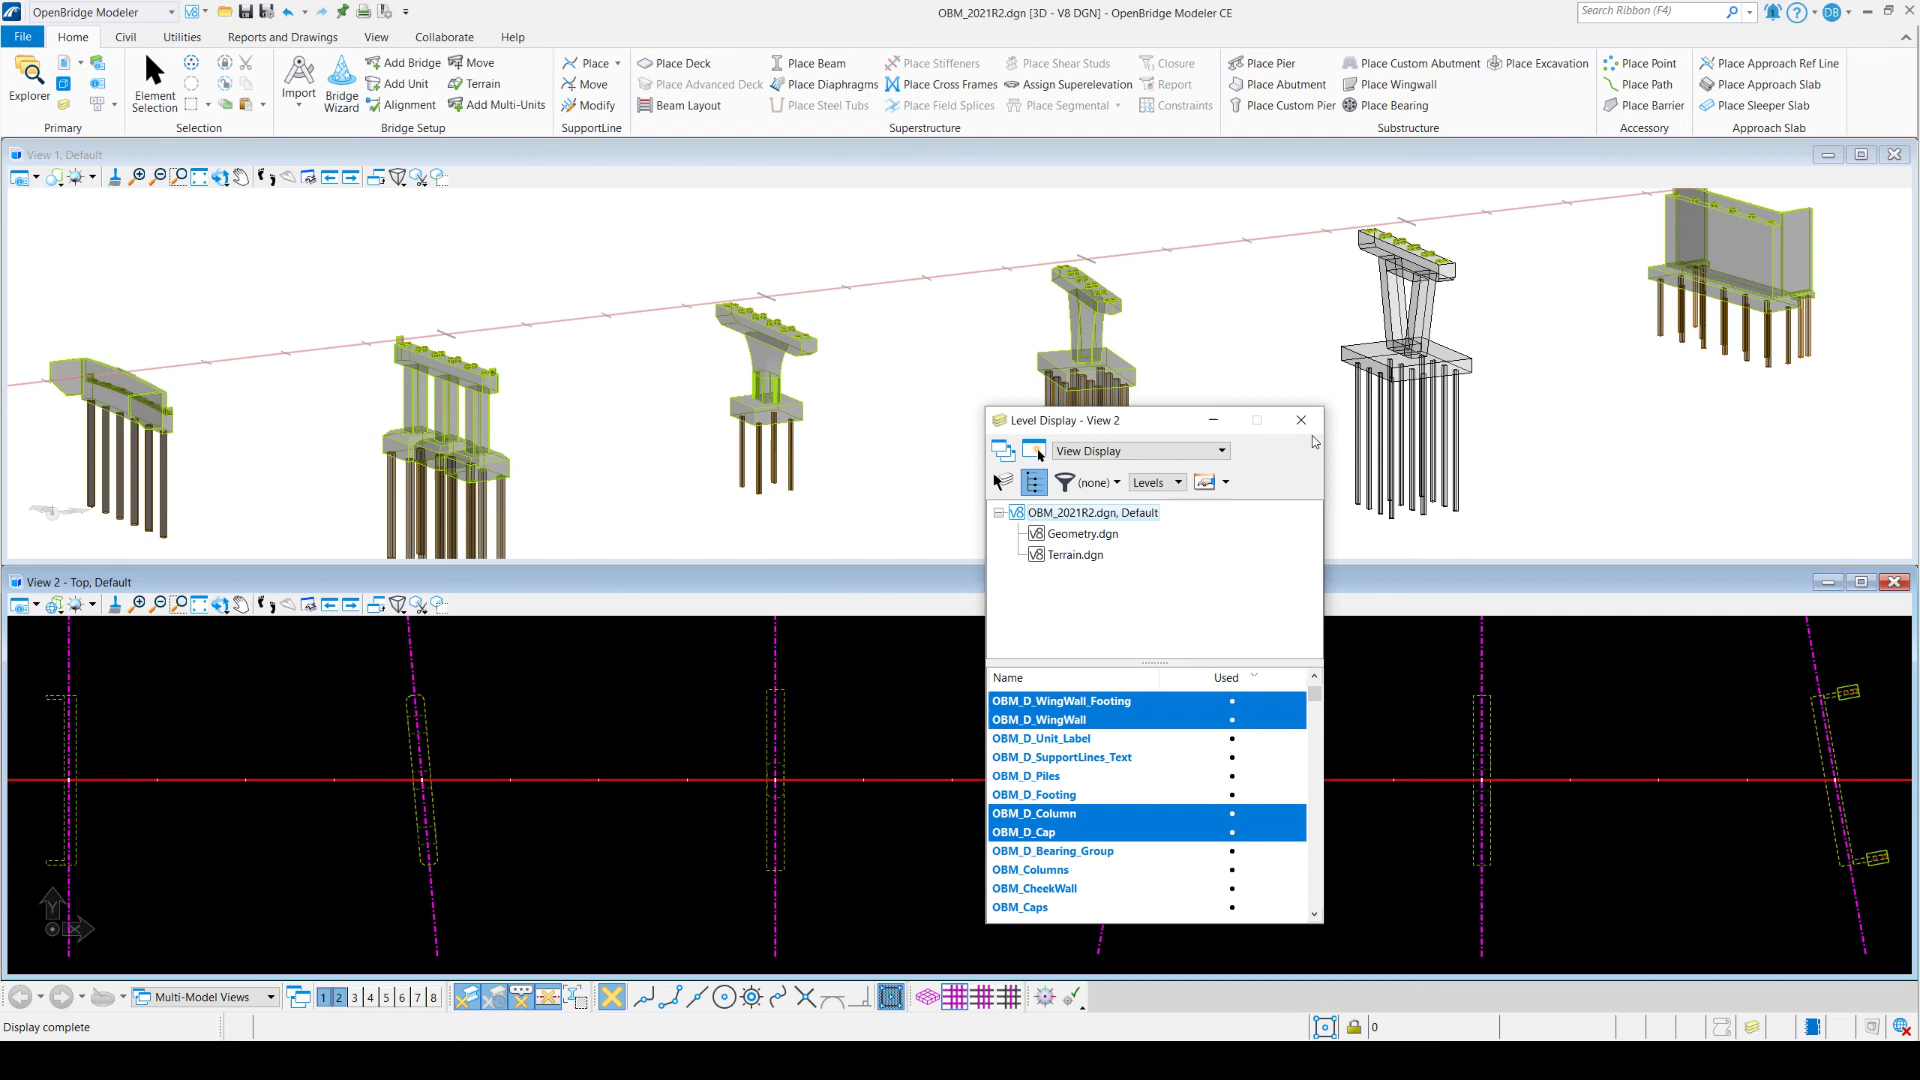 OpenBridge Modeler
OBM_2021R2.dgn [3D - V8 DGN] - OpenBridge Modeler CE
Search Ribbon (F4)
DB
File
Home
Civil
Utilities
Reports and Drawings
View
Collaborate
Help
Explorer
Primary
Element Selection
Selection
Import
Bridge Wizard
Add Bridge
Move
Add Unit
Terrain
Alignment
Add Multi-Units
Bridge Setup
Place
Move
Modify
SupportLine
Place Deck
Place Advanced Deck
Beam Layout
Place Beam
Place Diaphragms
Place Steel Tubs
Place Stiffeners
Place Cross Frames
Place Field Splices
Place Shear Studs
Assign Superelevation
Place Segmental
Closure
Report
Constraints
Superstructure
Place Pier
Place Abutment
Place Custom Pier
Place Custom Abutment
Place Wingwall
Place Bearing
Place Excavation
Substructure
Place Point
Place Path
Place Barrier
Accessory
Place Approach Ref Line
Place Approach Slab
Place Sleeper Slab
Approach Slab
View 1, Default
Level Display - View 2
View Display
(none)
Levels
V8 OBM_2021R2.dgn, Default
V8 Geometry.dgn
V8 Terrain.dgn
View 2 - Top, Default
Name
Used
OBM_D_WingWall_Footing
OBM_D_WingWall
OBM_D_Unit_Label
OBM_D_SupportLines_Text
OBM_D_Piles
OBM_D_Footing
OBM_D_Column
OBM_D_Cap
OBM_D_Bearing_Group
OBM_Columns
OBM_CheekWall
OBM_Caps
Y
X
Multi-Model Views
1 2 3 4 5 6 7 8
Display complete
0